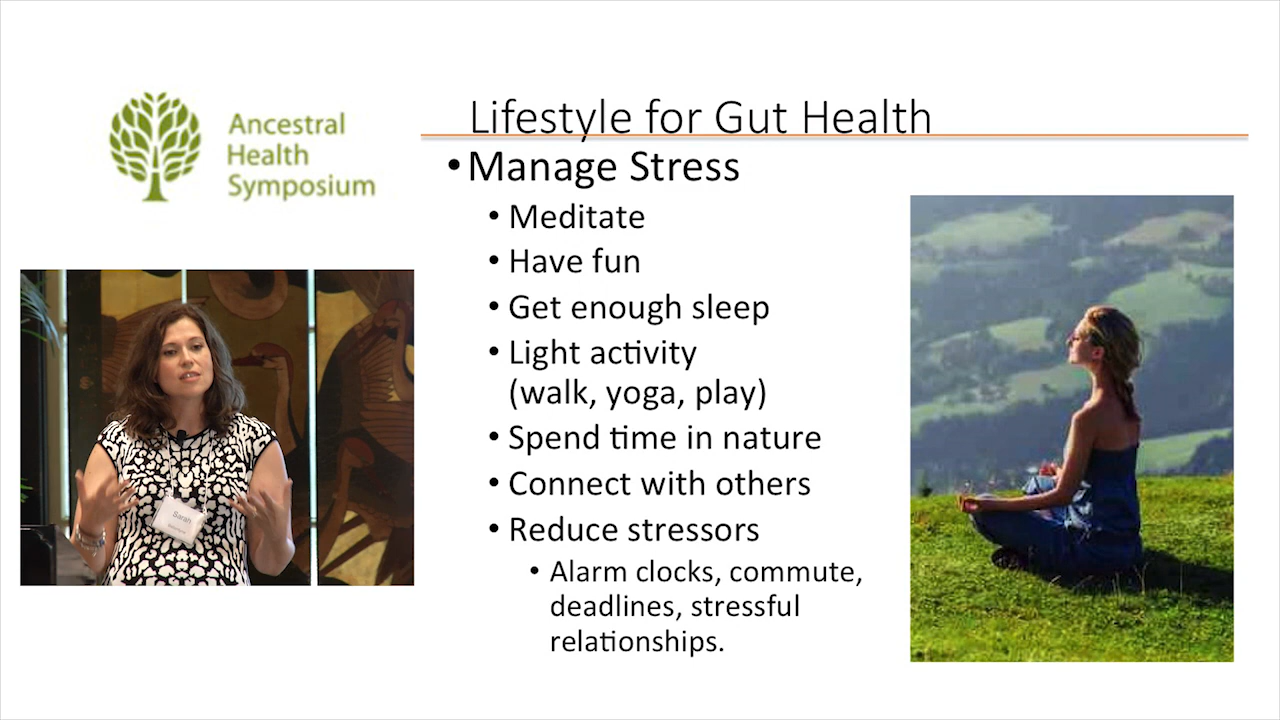 Ancestral
Health
Symposium
Lifestyle for Gut Health
•Manage Stress
• Meditate
• Have fun
• Get enough sleep
• Light activity
(walk, yoga, play)
• Spend time in nature
• Connect with others
• Reduce stressors
• Alarm clocks, commute,
deadlines, stressful
relationships.
Sarah